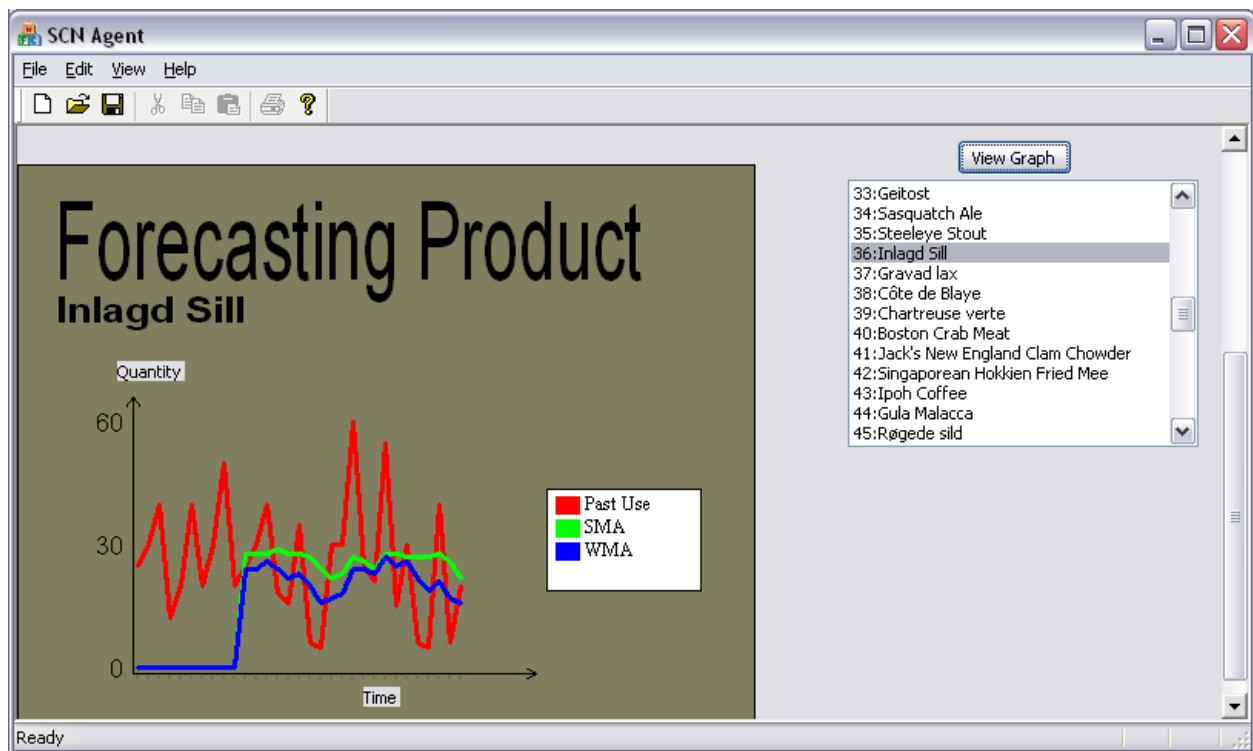 SCN Agent
File Edit View Help
View Graph
Forecasting Product
Inlagd Sill
Quantity
60
30
0
Time
Past Use
SMA
WMA
33:Geitost
34:Sasquatch Ale
35:Steeleye Stout
36:Inlagd Sill
37:Gravad lax
38:Côte de Blaye
39:Chartreuse verte
40:Boston Crab Meat
41:Jack's New England Clam Chowder
42:Singaporean Hokkien Fried Mee
43:Ipoh Coffee
44:Gula Malacca
45:Røgede sild
Ready